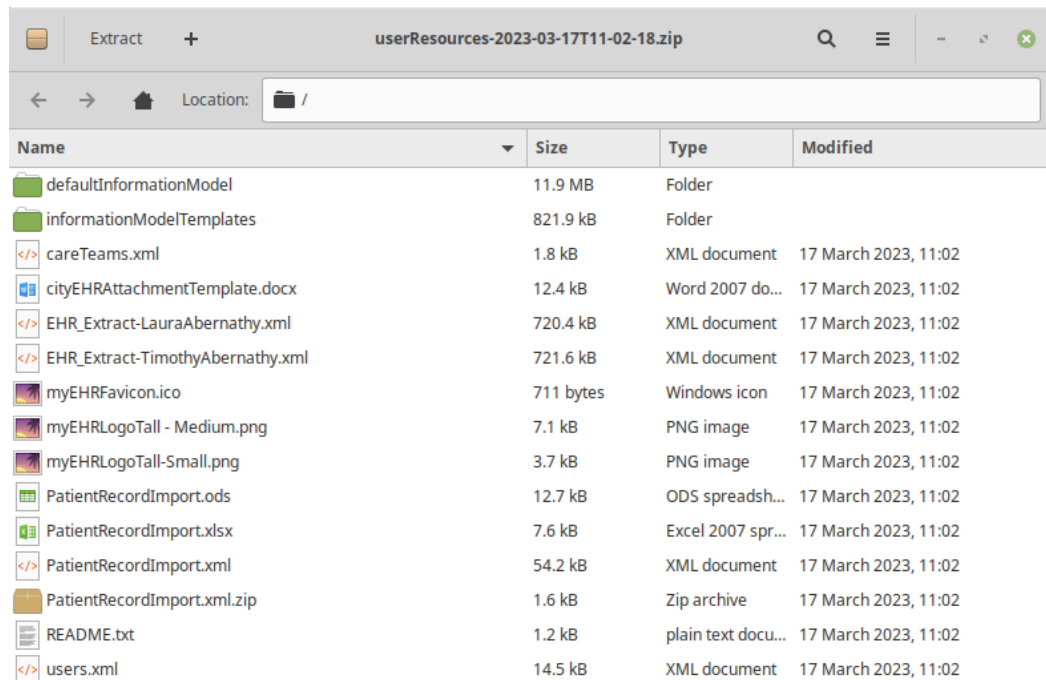 Extract + userResources-2023-03-17T11-02-18.zip
Location: /
Name Size Type Modified
defaultInformationModel 11.9 MB Folder
informationModelTemplates 821.9 kB Folder
careTeams.xml 1.8 kB XML document 17 March 2023, 11:02
cityEHRAttachmentTemplate.docx 12.4 kB Word 2007 do... 17 March 2023, 11:02
EHR_Extract-LauraAbernathy.xml 720.4 kB XML document 17 March 2023, 11:02
EHR_Extract-TimothyAbernathy.xml 721.6 kB XML document 17 March 2023, 11:02
myEHRFavicon.ico 711 bytes Windows icon 17 March 2023, 11:02
myEHRLogoTall - Medium.png 7.1 kB PNG image 17 March 2023, 11:02
myEHRLogoTall-Small.png 3.7 kB PNG image 17 March 2023, 11:02
PatientRecordImport.ods 12.7 kB ODS spreadsh... 17 March 2023, 11:02
PatientRecordImport.xlsx 7.6 kB Excel 2007 spr... 17 March 2023, 11:02
PatientRecordImport.xml 54.2 kB XML document 17 March 2023, 11:02
PatientRecordImport.xml.zip 1.6 kB Zip archive 17 March 2023, 11:02
README.txt 1.2 kB plain text docu... 17 March 2023, 11:02
users.xml 14.5 kB XML document 17 March 2023, 11:02